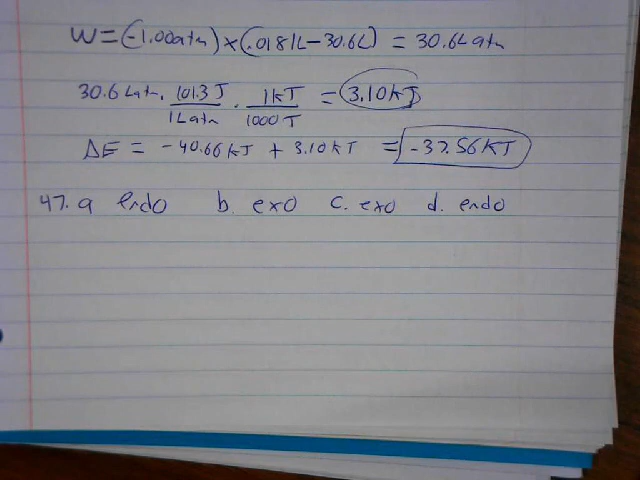 W = (-1.00atm) × (.0181L - 30.6L) = 30.6L atm
30.6 L atm · 101.3 J / 1 L atm · 1 kJ / 1000 J = 3.10 kJ
ΔE = -40.66 kJ + 3.10 kJ = -37.56 kJ
47. a endo b. exo c. exo d. endo